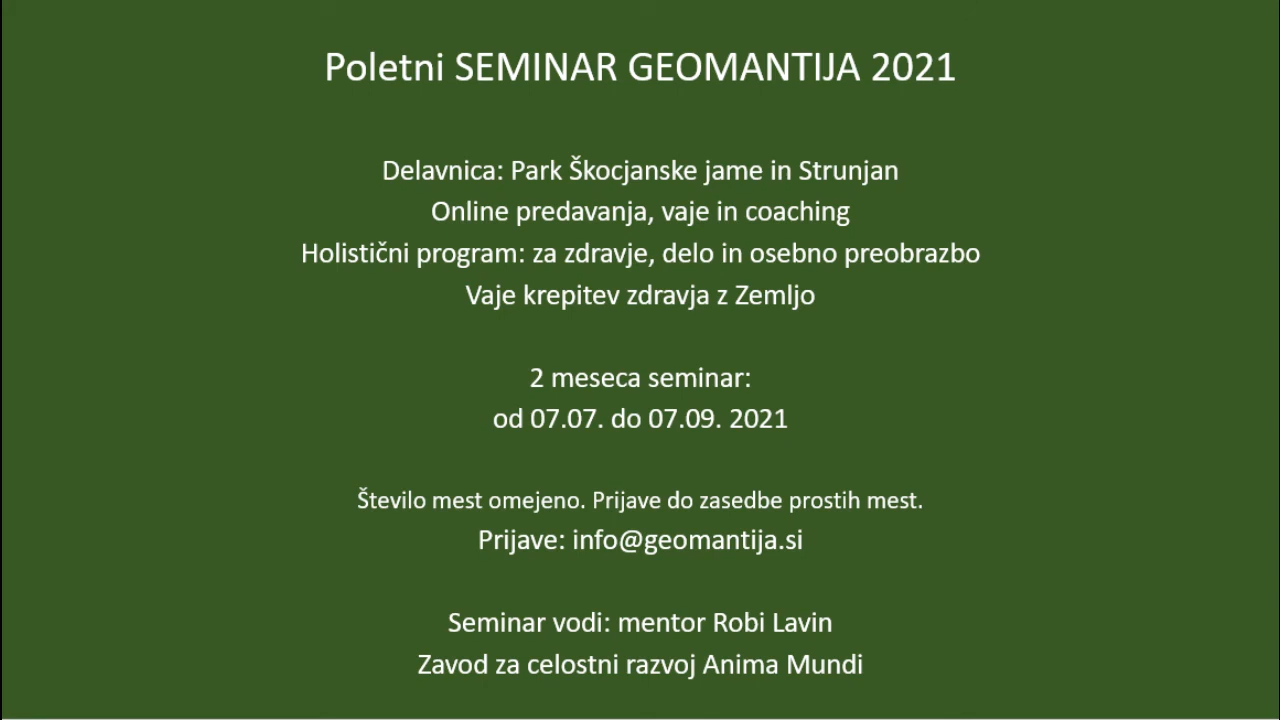 Poletni SEMINAR GEOMANTIJA 2021
Delavnica: Park Škocjanske jame in Strunjan
Online predavanja, vaje in coaching
Holistični program: za zdravje, delo in osebno preobrazbo
Vaje krepitev zdravja z Zemljo
2 meseca seminar:
od 07.07. do 07.09. 2021
Število mest omejeno. Prijave do zasedbe prostih mest.
Prijave: info@geomantija.si
Seminar vodi: mentor Robi Lavin
Zavod za celostni razvoj Anima Mundi